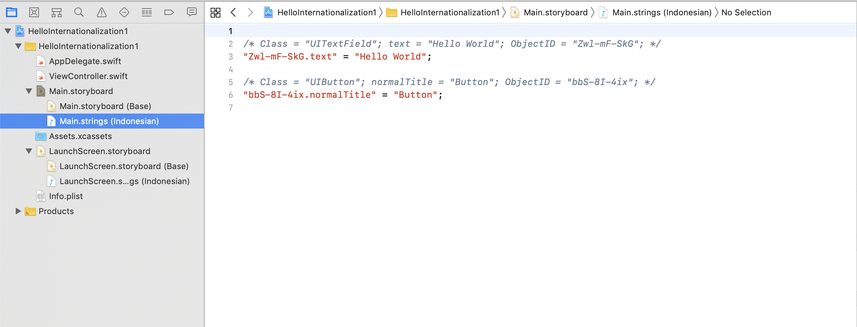 HelloInternationalization1
HelloInternationalization1
AppDelegate.swift
ViewController.swift
Main.storyboard
Main.storyboard (Base)
Main.strings (Indonesian)
Assets.xcassets
LaunchScreen.storyboard
LaunchScreen.storyboard (Base)
LaunchScreen.s...gs (Indonesian)
Info.plist
Products
HelloInternationalization1 〉 HelloInternationalization1 〉 Main.storyboard 〉 Main.strings (Indonesian) 〉 No Selection
1
2 /* Class = "UITextField"; text = "Hello World"; ObjectID = "Zwl-mF-SkG"; */
3 "Zwl-mF-SkG.text" = "Hello World";
4
5 /* Class = "UIButton"; normalTitle = "Button"; ObjectID = "bbS-8I-4ix"; */
6 "bbS-8I-4ix.normalTitle" = "Button";
7